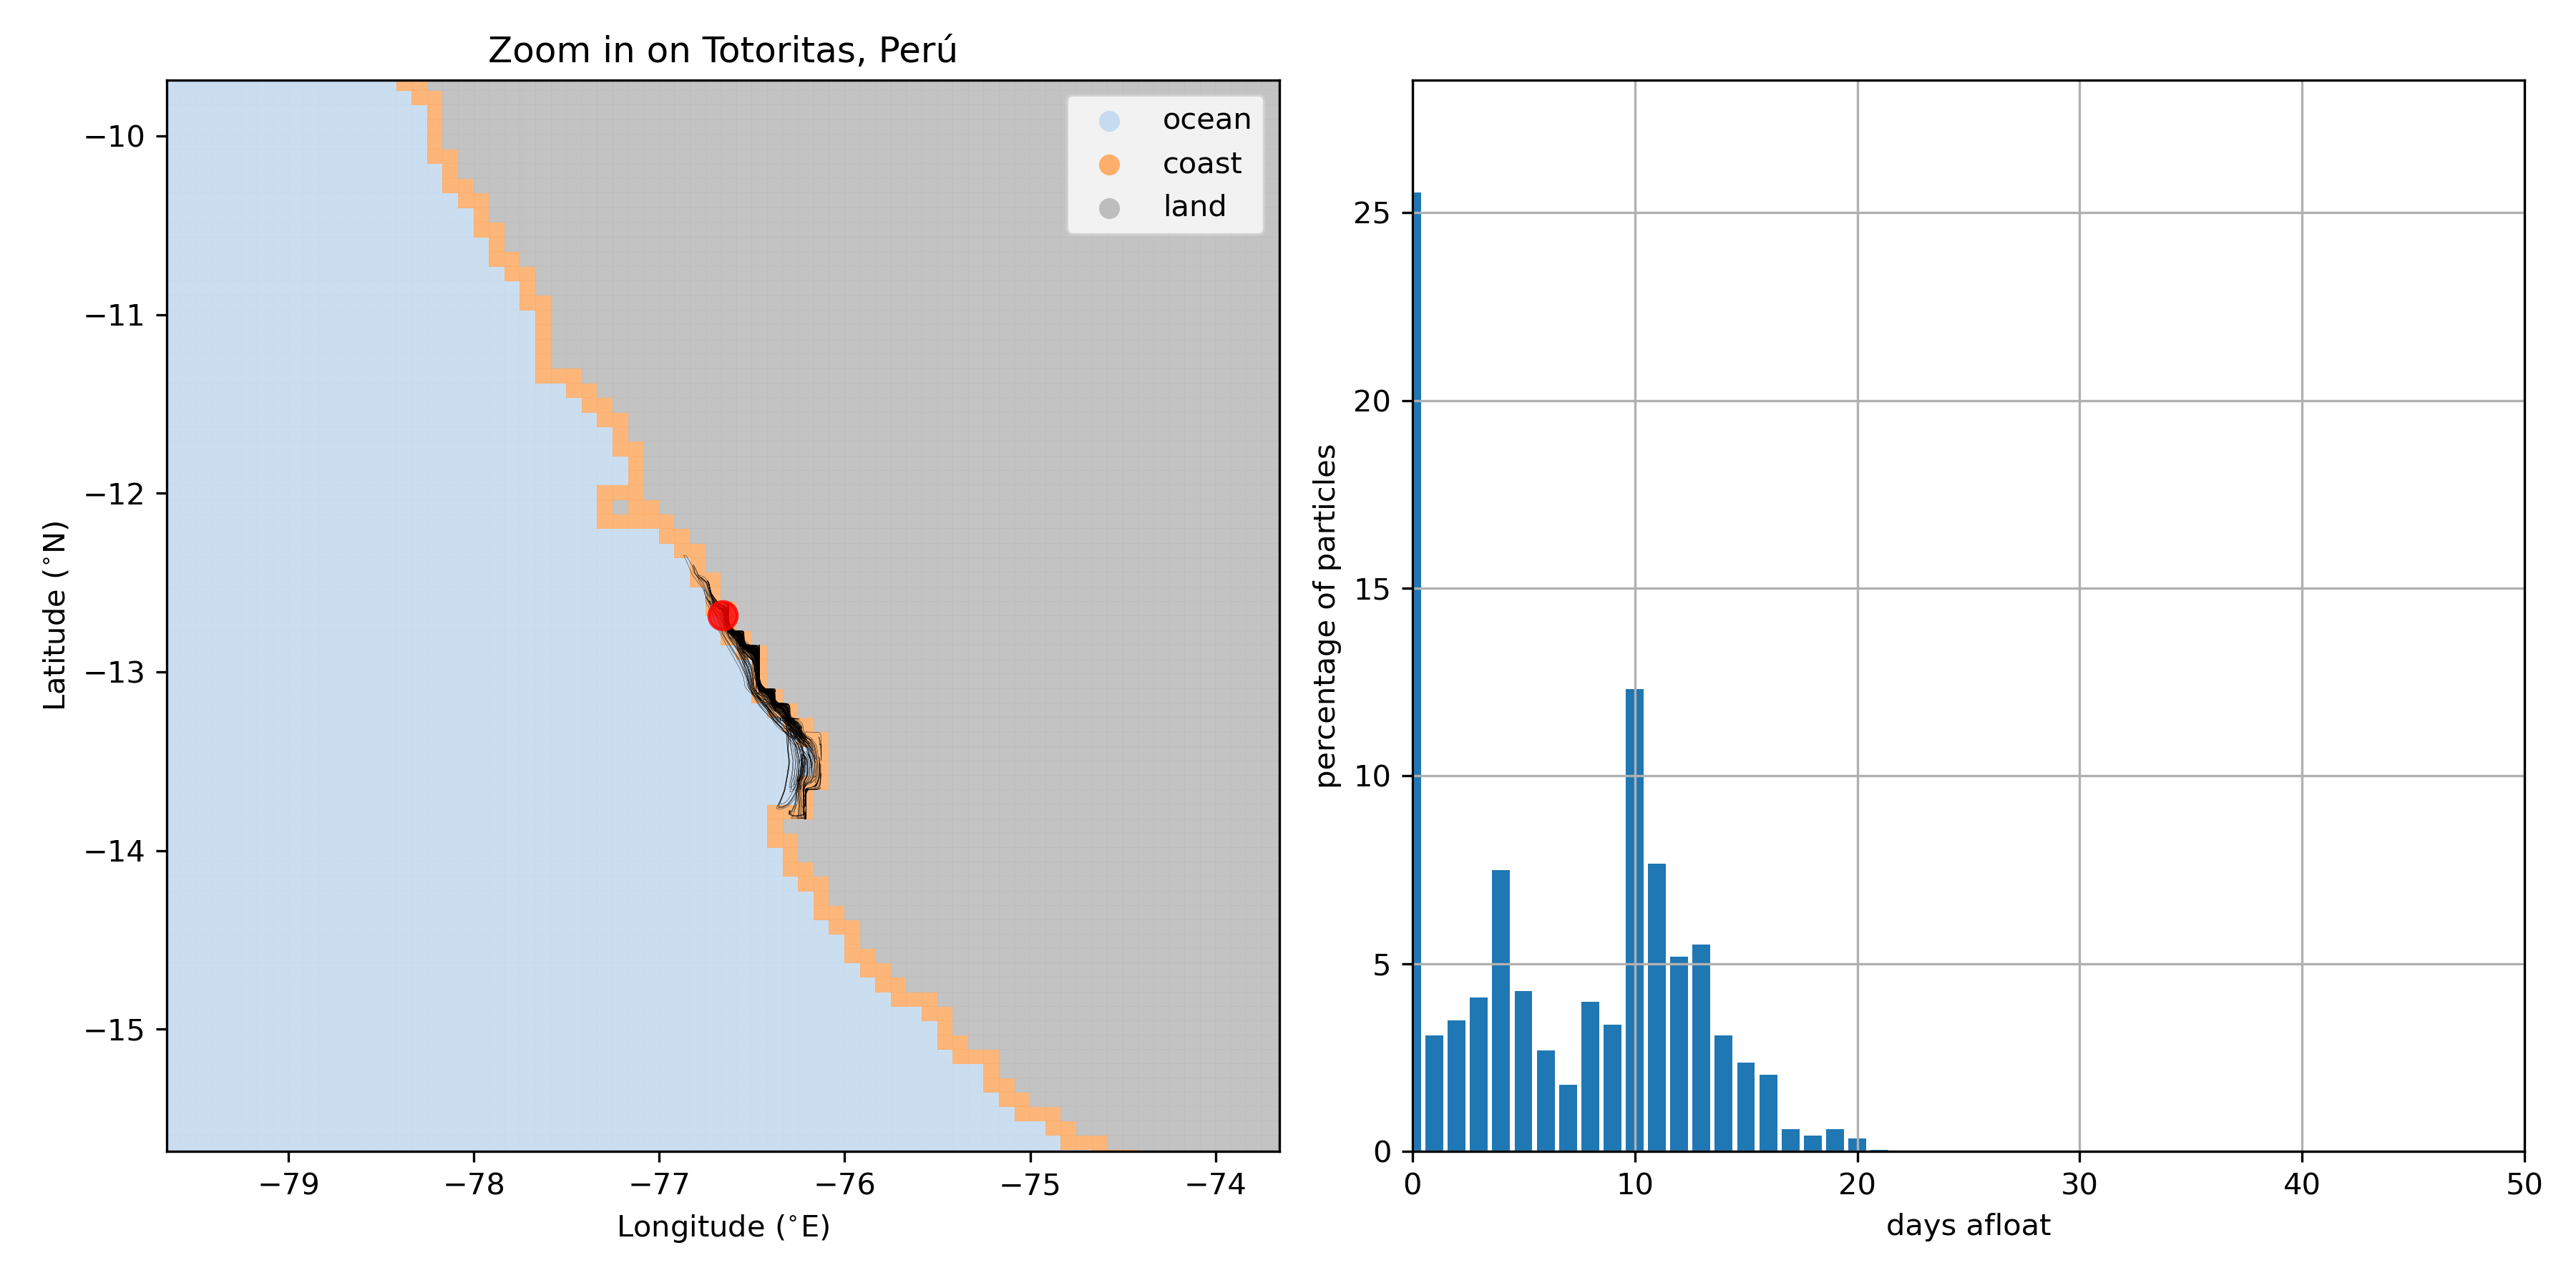 Zoom in on Totoritas, Perú
ocean
coast
land
−10
−11
−12
−13
−14
−15
Latitude (°N)
−79 −78 −77 −76 −75 −74
Longitude (°E)
25
20
15
10
5
0
percentage of particles
0 10 20 30 40 50
days afloat